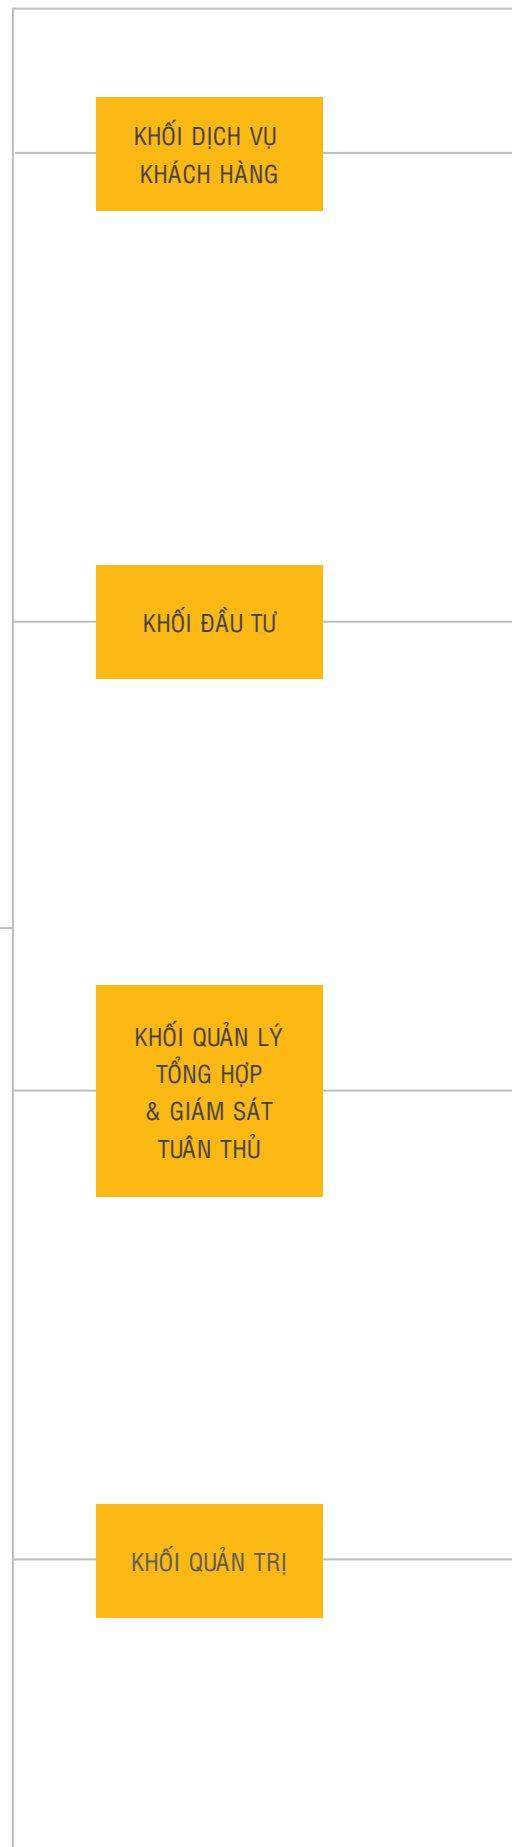 KHỐI DỊCH VỤ
KHÁCH HÀNG
KHỐI ĐẦU TƯ
KHỐI QUẢN LÝ
TỔNG HỢP
& GIÁM SÁT
TUÂN THỦ
KHỐI QUẢN TRỊ